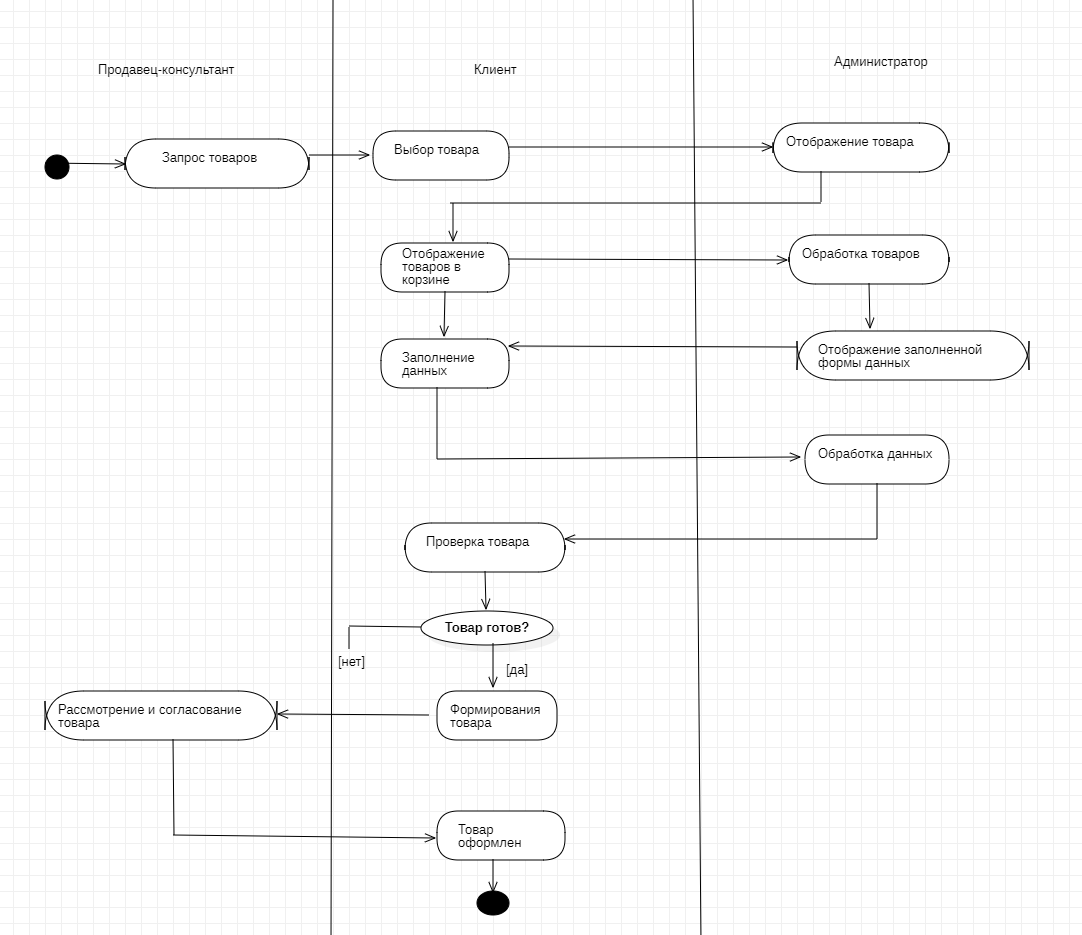 Продавец-консультант
Клиент
Администратор
Запрос товаров
Выбор товара
Отображение товара
Отображение
товаров в
корзине
Обработка товаров
Заполнение
данных
Отображение заполненной
формы данных
Обработка данных
Проверка товара
Товар готов?
[нет]
[да]
Рассмотрение и согласование
товара
Формирования
товара
Товар
оформлен